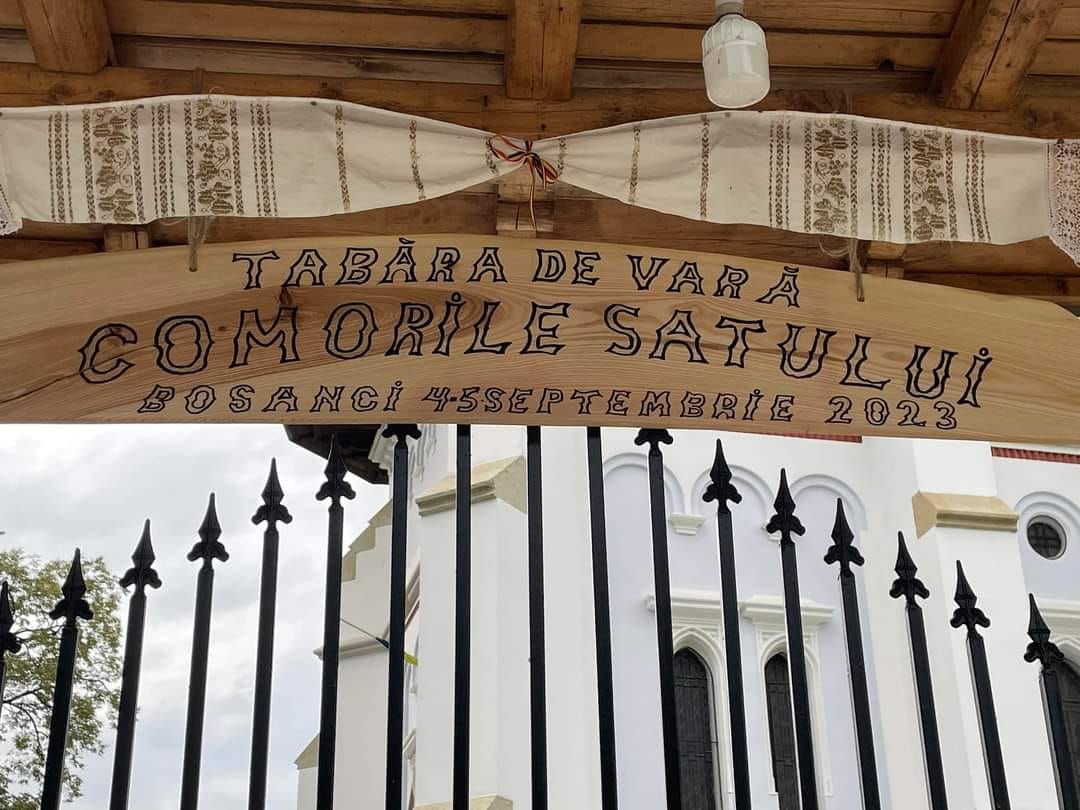 TABĂRA DE VARĂ
COMORILE SATULUI
BOSANCI 4-5 SEPTEMBRIE 2023